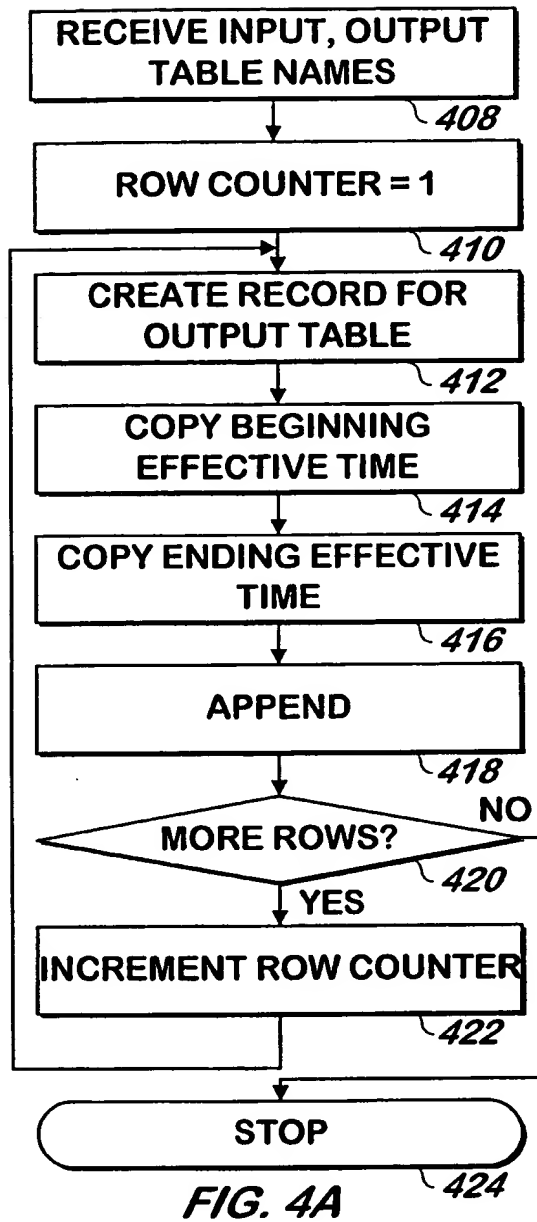 RECEIVE INPUT, OUTPUT
TABLE NAMES
408
ROW COUNTER = 1
410
CREATE RECORD FOR
OUTPUT TABLE
412
COPY BEGINNING
EFFECTIVE TIME
414
COPY ENDING EFFECTIVE
TIME
416
APPEND
418
NO
MORE ROWS?
420
YES
INCREMENT ROW COUNTER
422
STOP
424
FIG. 4A